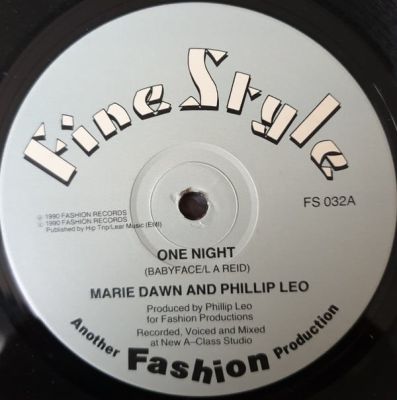 Fine Style
℗ 1990 FASHION RECORDS
© 1990 FASHION RECORDS
Published by Hip Trip/Lear Music (EMI)
FS 032A
ONE NIGHT
(BABYFACE/L A REID)
MARIE DAWN AND PHILLIP LEO
Produced by Phillip Leo
for Fashion Productions
Recorded, Voiced and Mixed
at New A-Class Studio
Another Fashion Production